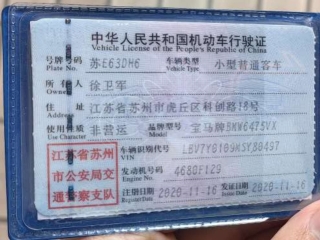 中华人民共和国机动车行驶证
Vehicle License of the People's Republic of China
号牌号码 苏E63DH6 车辆类型 小型普通客车
Plate No. Vehicle Type
所有人 徐卫军
Owner
住址 江苏省苏州市虎丘区科创路18号
Address
使用性质 非营运 品牌型号 宝马牌5KW6475VX
Use Character Model
江苏省苏州
市公安局交
通警察支队
车辆识别代号
VIN
发动机号码 4680F129
Engine No.
注册日期 2020-11-16 发证日期 2020-11-16
Register Date Issue Date